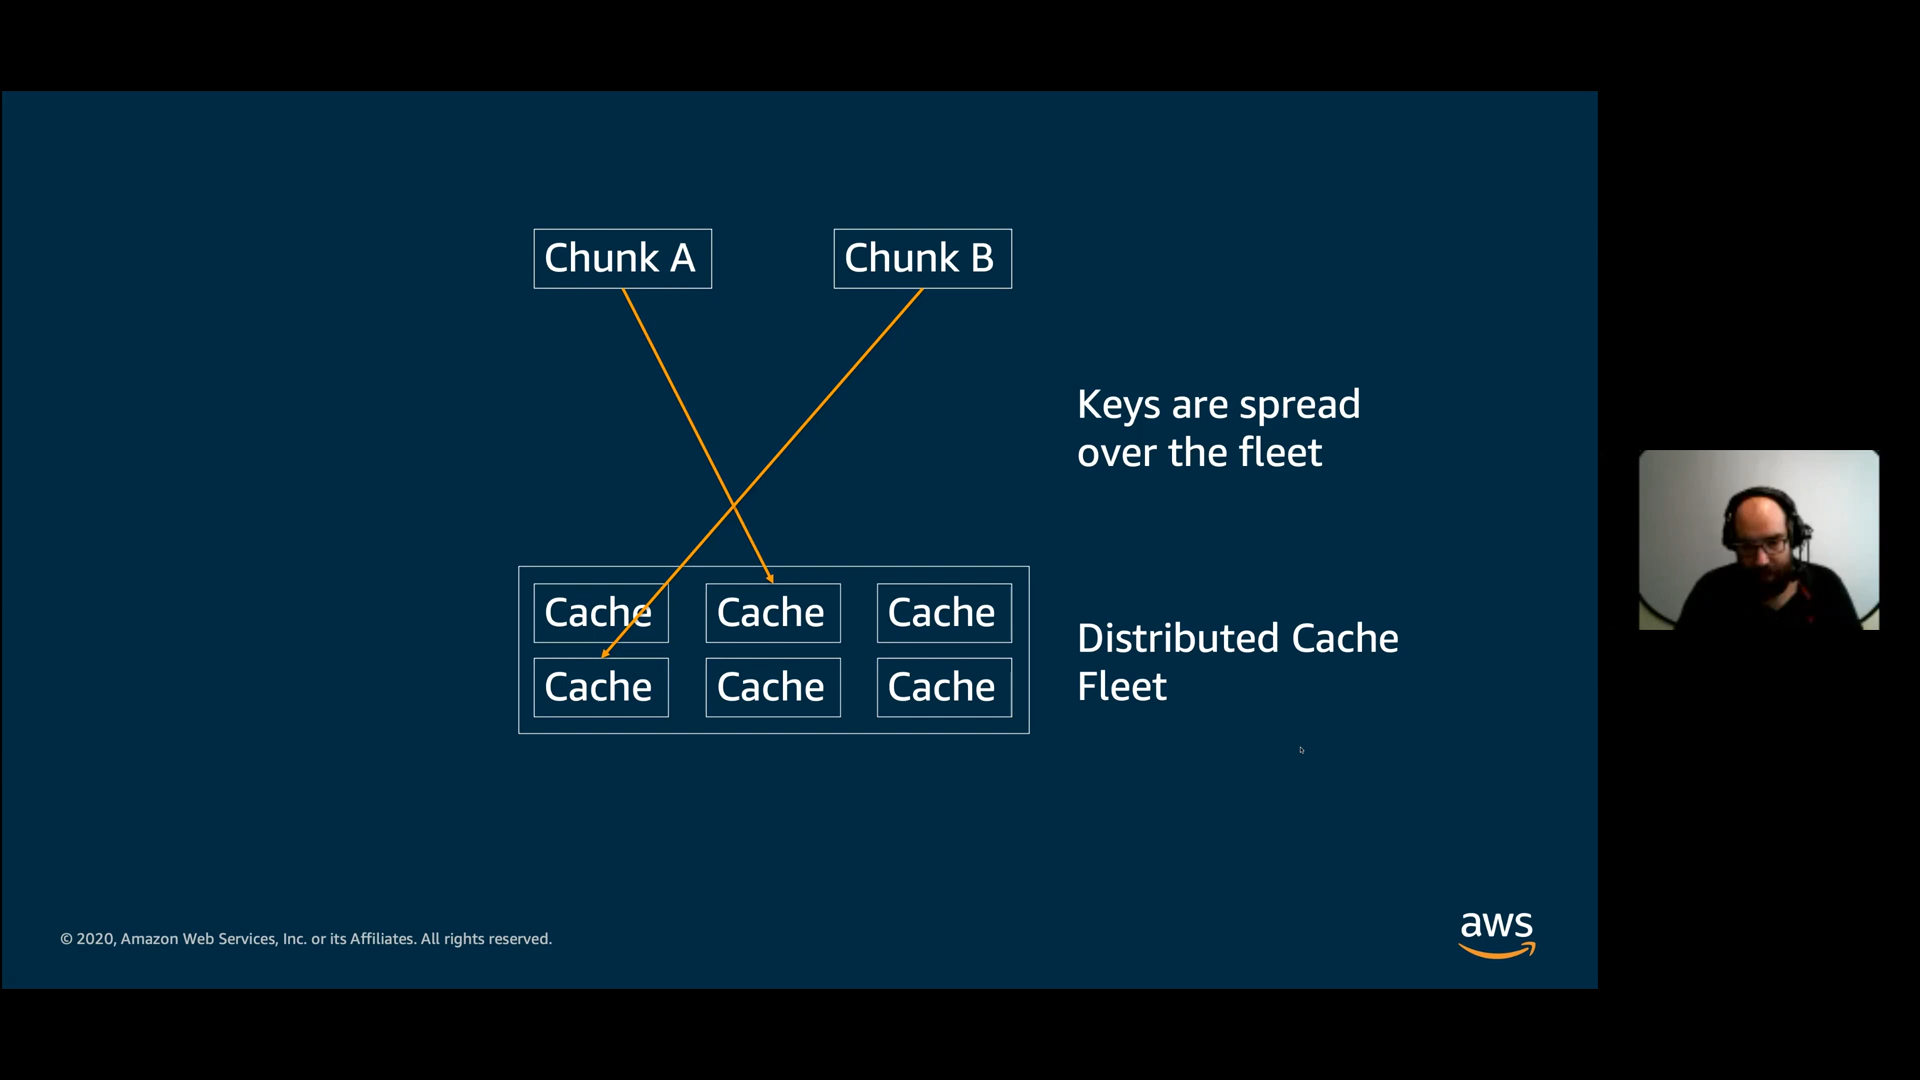 Chunk A
Chunk B
Keys are spread
over the fleet
Cache
Cache
Cache
Cache
Cache
Cache
Distributed Cache
Fleet
© 2020, Amazon Web Services, Inc. or its Affiliates. All rights reserved.
aws